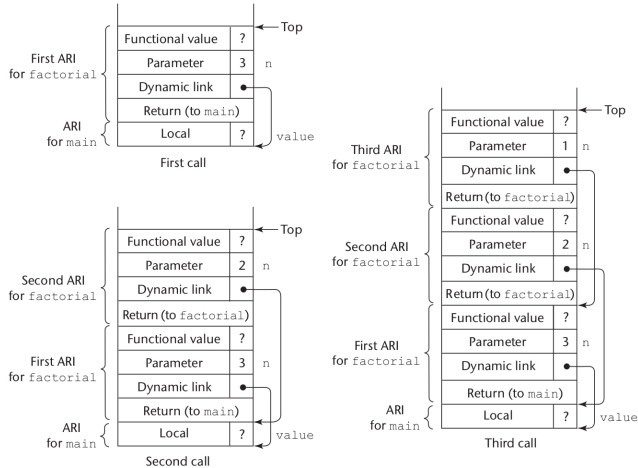 Top
Functional value ?
First ARI
for factorial
Parameter 3 n
Dynamic link
Return (to main)
ARI
for main
Local ? value
First call
Top
Functional value ?
Second ARI
for factorial
Parameter 2 n
Dynamic link
Return (to factorial)
Functional value ?
First ARI
for factorial
Parameter 3 n
Dynamic link
Return (to main)
ARI
for main
Local ? value
Second call
Top
Functional value ?
Third ARI
for factorial
Parameter 1 n
Dynamic link
Return (to factorial)
Functional value ?
Second ARI
for factorial
Parameter 2 n
Dynamic link
Return (to factorial)
Functional value ?
First ARI
for factorial
Parameter 3 n
Dynamic link
Return (to main)
ARI
for main
Local ? value
Third call